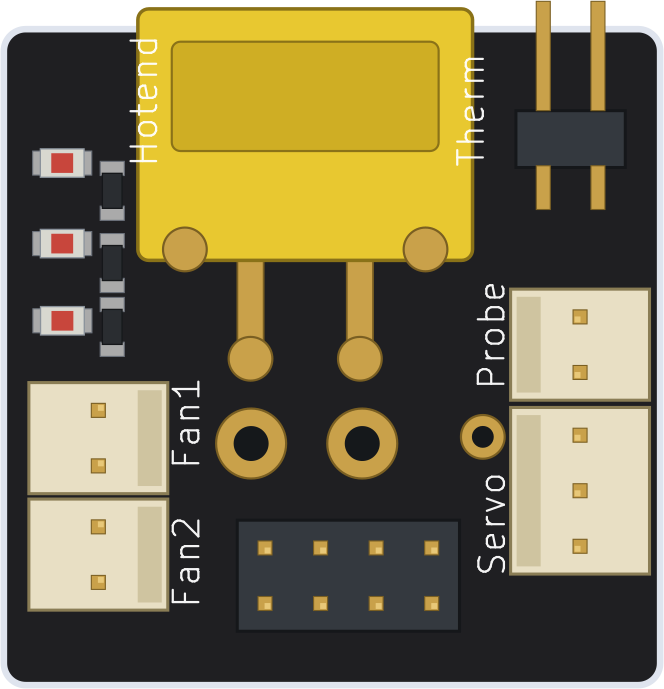 Hotend
Therm
Probe
Fan1
Servo
Fan2